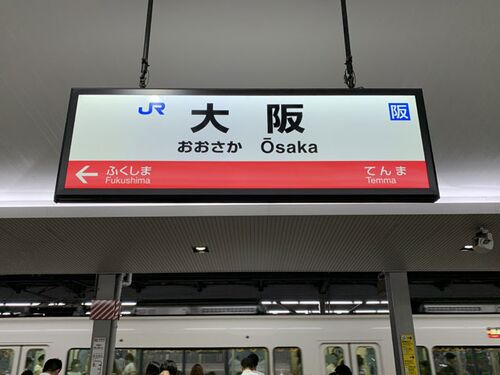 JR 大阪 阪
おおさか Ōsaka
← ふくしま てんま
Fukushima Temma